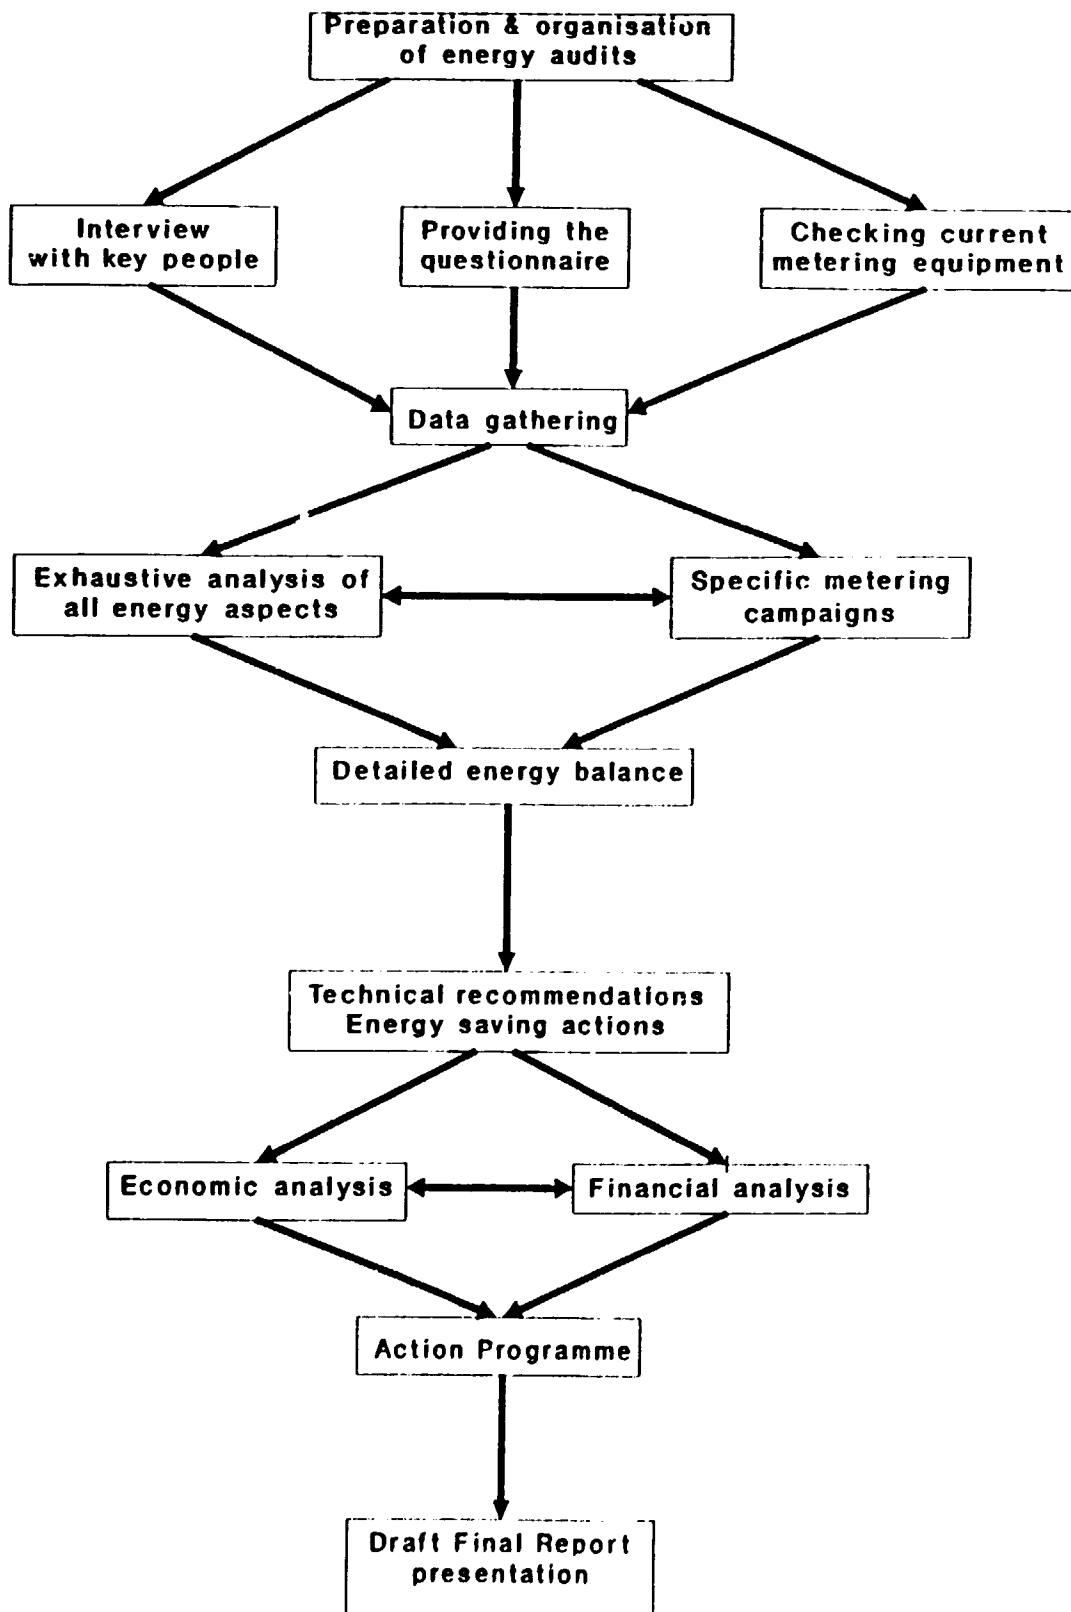 Preparation & organisation
of energy audits
Interview
with key people
Providing the
questionnaire
Checking current
metering equipment
Data gathering
Exhaustive analysis of
all energy aspects
Specific metering
campaigns
Detailed energy balance
Technical recommendations
Energy saving actions
Economic analysis
Financial analysis
Action Programme
Draft Final Report
presentation